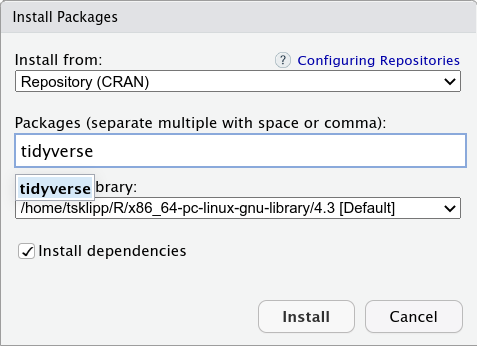 Install Packages
Install from:
? Configuring Repositories
Repository (CRAN)
Packages (separate multiple with space or comma):
tidyverse
tidyverse
brary:
/home/tsklipp/R/x86_64-pc-linux-gnu-library/4.3 [Default]
Install dependencies
Install
Cancel